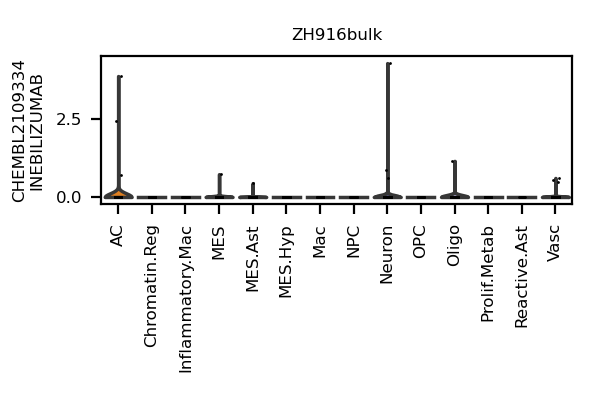 ZH916bulk
CHEMBL2109334
INEBILIZUMAB
2.5
0.0
AC
Chromatin.Reg
Inflammatory.Mac
MES
MES.Ast
MES.Hyp
Mac
NPC
Neuron
OPC
Oligo
Prolif.Metab
Reactive.Ast
Vasc